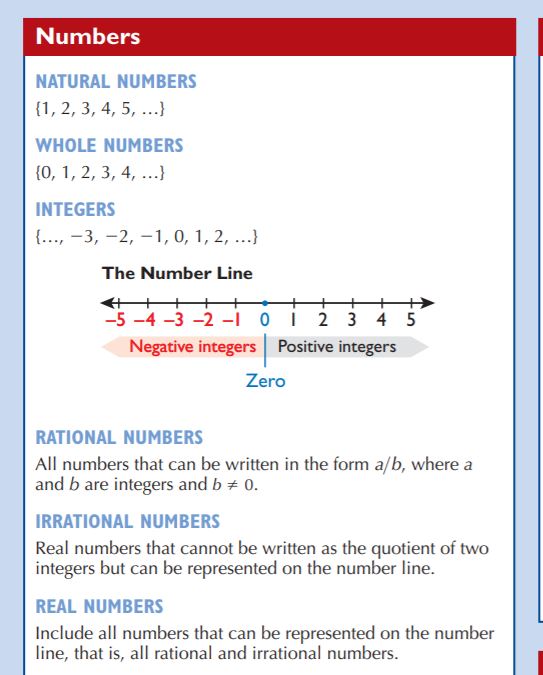 Numbers
NATURAL NUMBERS
{1, 2, 3, 4, 5, …}
WHOLE NUMBERS
{0, 1, 2, 3, 4, …}
INTEGERS
{…, −3, −2, −1, 0, 1, 2, …}
The Number Line
−5 −4 −3 −2 −1 0 1 2 3 4 5
Negative integers Positive integers
Zero
RATIONAL NUMBERS
All numbers that can be written in the form a/b, where a
and b are integers and b ≠ 0.
IRRATIONAL NUMBERS
Real numbers that cannot be written as the quotient of two
integers but can be represented on the number line.
REAL NUMBERS
Include all numbers that can be represented on the number
line, that is, all rational and irrational numbers.